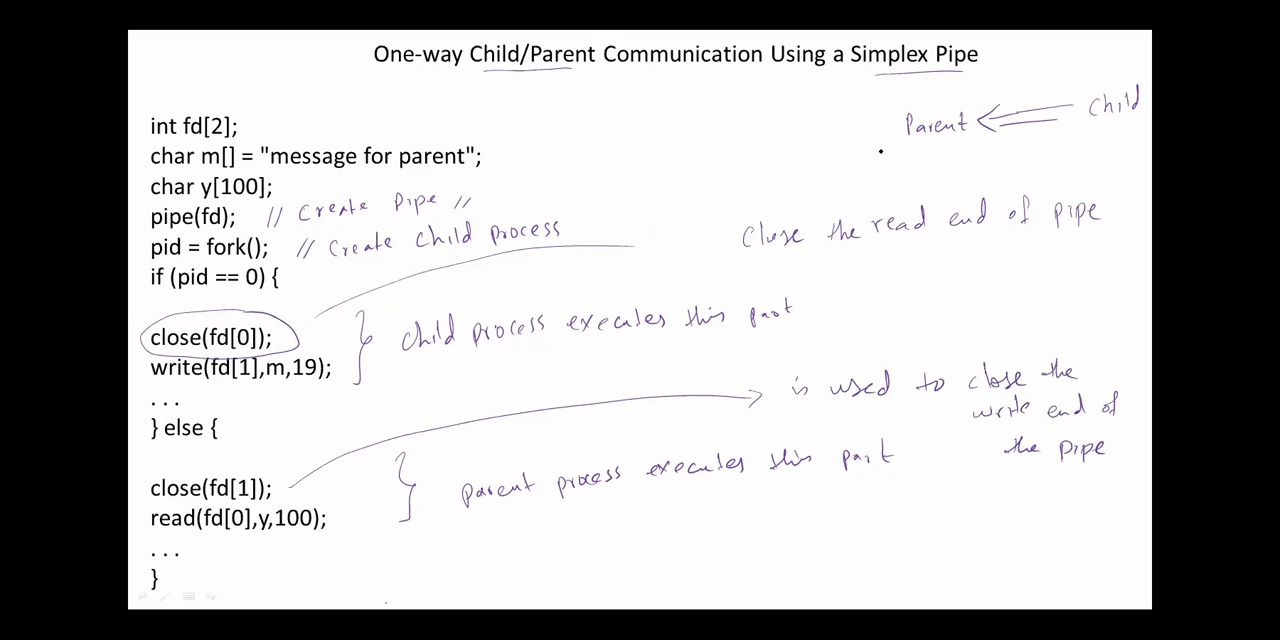 One-way Child/Parent Communication Using a Simplex Pipe
Parent Child
int fd[2];
char m[] = "message for parent";
char y[100];
pipe(fd); // Create Pipe //
pid = fork(); // Create Child process
Close the read end of pipe
if (pid == 0) {
close(fd[0]);
Child process executes this part
write(fd[1],m,19);
is used to close the
write end of
the pipe
. . .
} else {
close(fd[1]);
Parent process executes this part
read(fd[0],y,100);
. . .
}